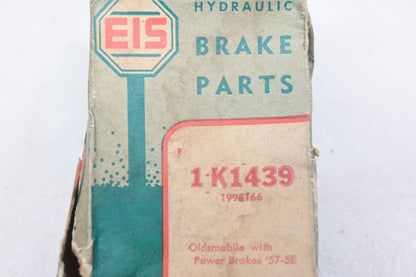 EIS
HYDRAULIC
BRAKE
PARTS
1-K1439
1998166
Oldsmobile with
Power Brakes '57-58